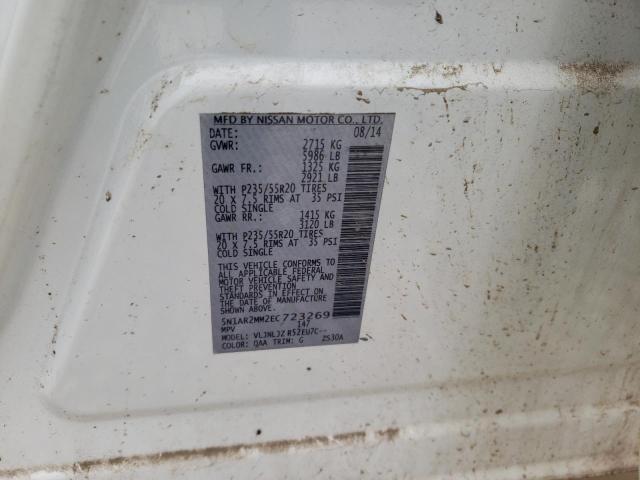 MFD BY NISSAN MOTOR CO., LTD.
DATE: 08/14
GVWR: 2715 KG
5986 LB
GAWR FR.: 1325 KG
2921 LB
WITH P235/55R20 TIRES
20 X 7.5 RIMS AT 35 PSI
COLD SINGLE
GAWR RR.: 1415 KG
3120 LB
WITH P235/55R20 TIRES
20 X 7.5 RIMS AT 35 PSI
COLD SINGLE
THIS VEHICLE CONFORMS TO
ALL APPLICABLE FEDERAL
MOTOR VEHICLE SAFETY AND
THEFT PREVENTION
STANDARDS IN EFFECT ON
THE DATE OF MANUFACTURE
SHOWN ABOVE.
5N1AR2MM2EC723269
MPV 147
MODEL: VLJNLJZ R52EU7C--
COLOR: QAA TRIM: G 2S30A